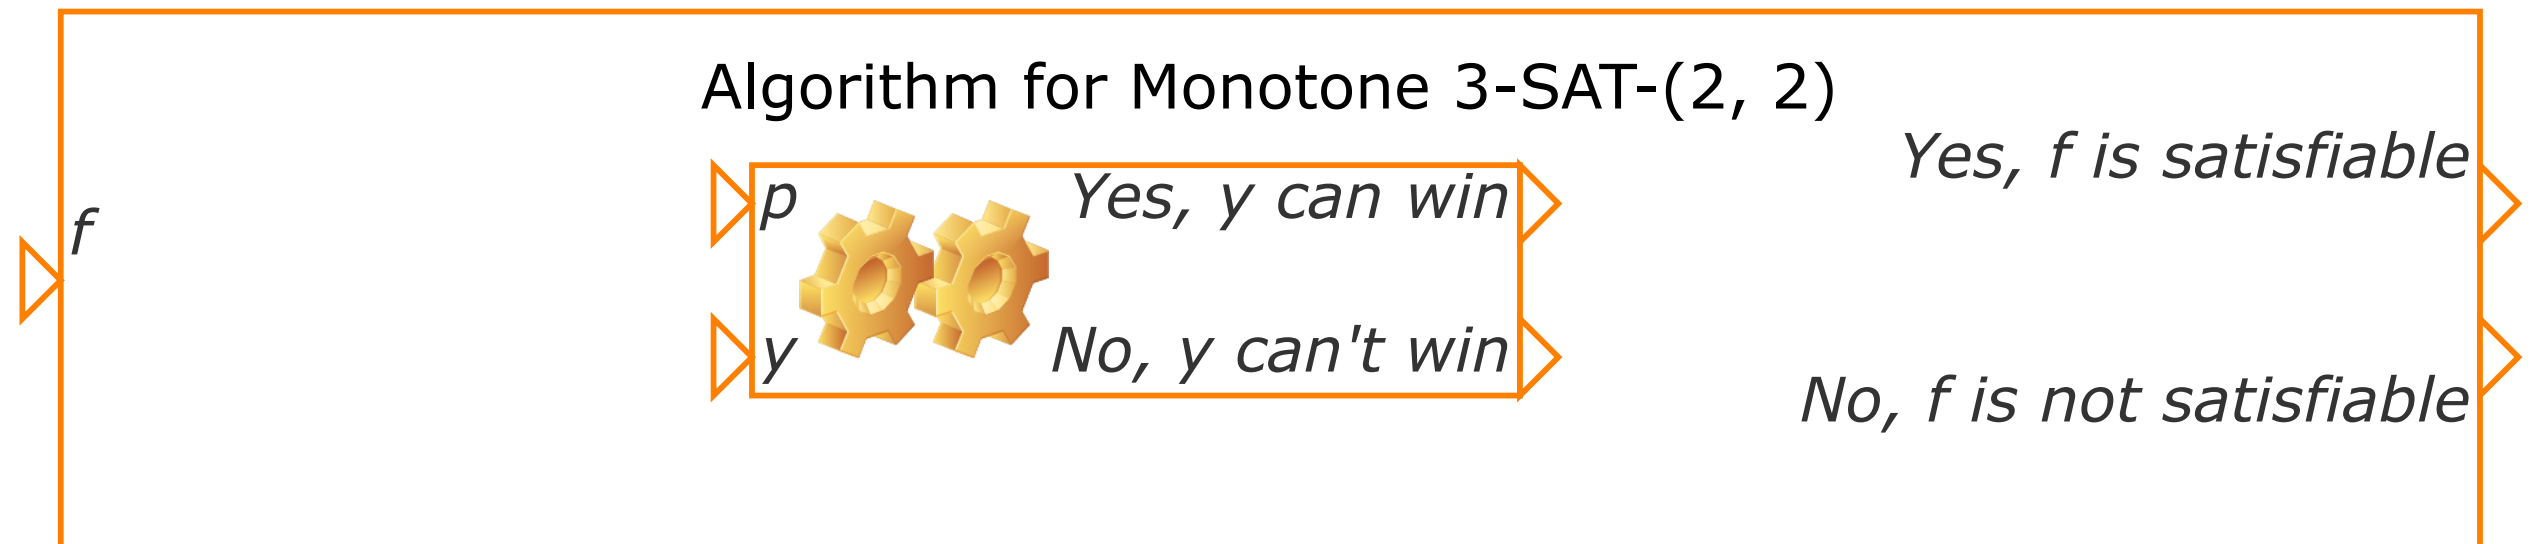 Algorithm for Monotone 3-SAT-(2, 2)
Yes, f is satisfiable
p
Yes, y can win
f
y
No, y can't win
No, f is not satisfiable